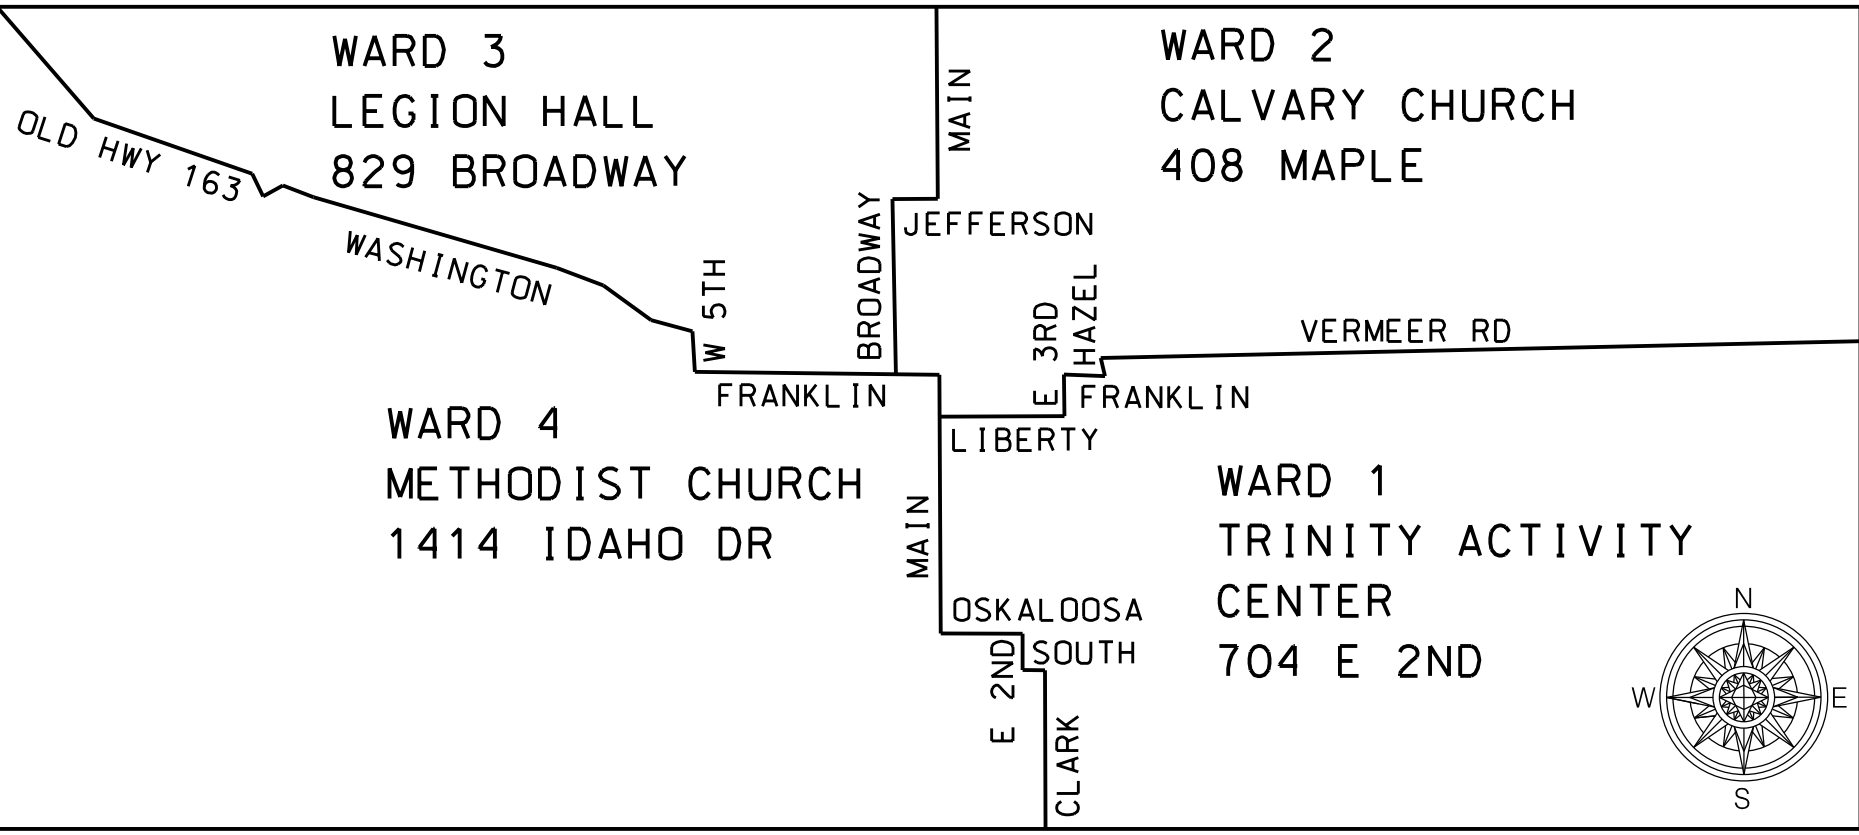 WARD 3
LEGION HALL
829 BROADWAY
WARD 2
CALVARY CHURCH
408 MAPLE
MAIN
OLD HWY 163
WASHINGTON
W 5TH
BROADWAY
JEFFERSON
E 3RD
HAZEL
VERMEER RD
FRANKLIN
FRANKLIN
LIBERTY
WARD 4
METHODIST CHURCH
1414 IDAHO DR
MAIN
WARD 1
TRINITY ACTIVITY
CENTER
704 E 2ND
OSKALOOSA
SOUTH
E 2ND
CLARK
N
W
E
S